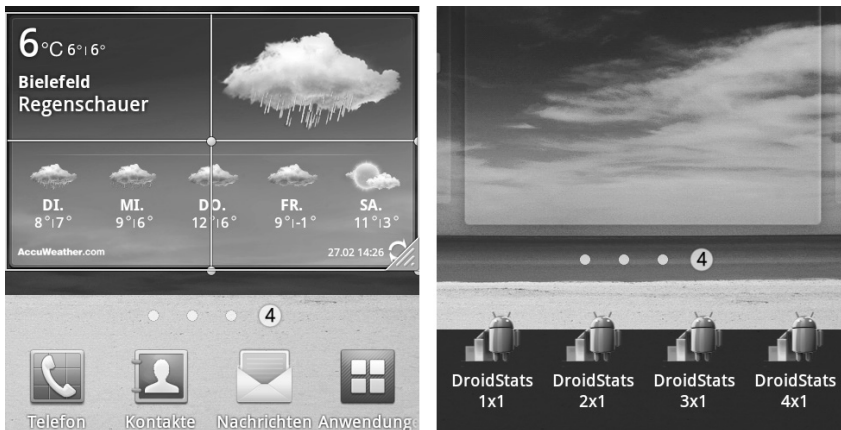 6°C 6°|6°
Bielefeld
Regenschauer
DI. MI. DO. FR. SA.
8°|7° 9°|6° 12°|6° 9°|-1° 11°|3°
AccuWeather.com 27.02 14:26
4
Telefon Kontakte Nachrichten Anwendunge
4
DroidStats DroidStats DroidStats DroidStats
1x1 2x1 3x1 4x1